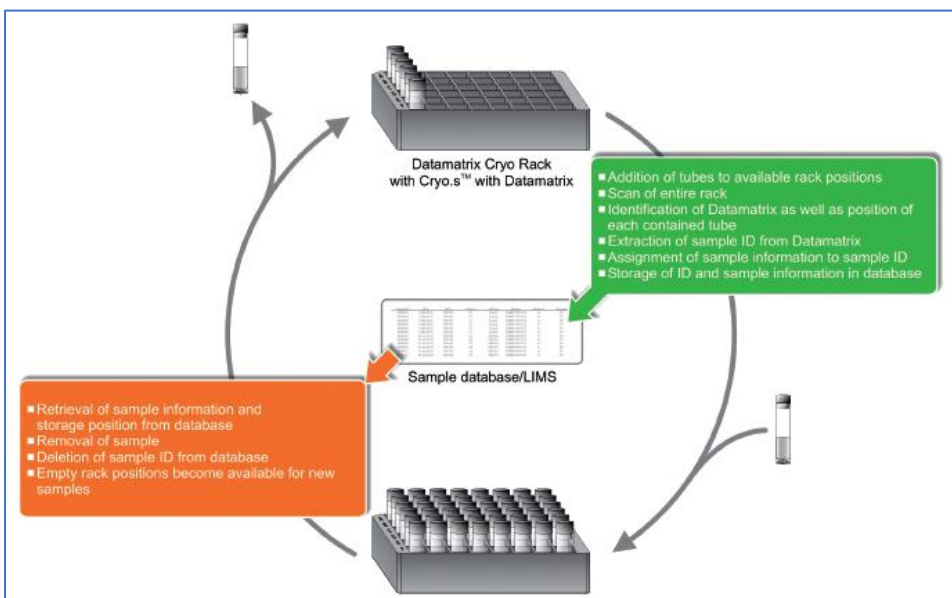 Datamatrix Cryo Rack
with Cryo.s™ with Datamatrix
■ Addition of tubes to available rack positions
■ Scan of entire rack
■ Identification of Datamatrix as well as position of
each contained tube
■ Extraction of sample ID from Datamatrix
■ Assignment of sample information to sample ID
■ Storage of ID and sample information in database
Sample database/LIMS
■ Retrieval of sample information and
storage position from database
■ Removal of sample
■ Deletion of sample ID from database
■ Empty rack positions become available for new
samples